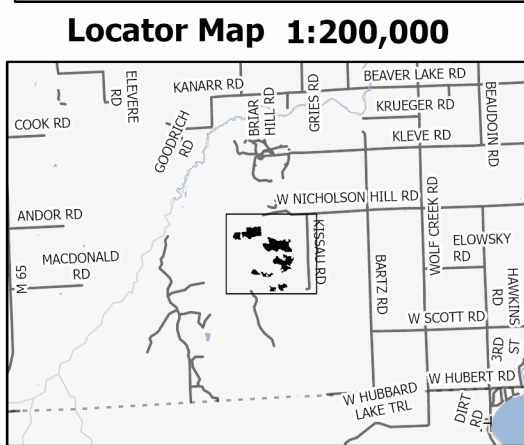 Locator Map 1:200,000
BEAVER LAKE RD
KANARR RD
ELEVERE
RD
GRIES RD
BRIAR
HILL RD
KRUEGER RD
BEAUDOIN RD
COOK RD
GOODRICH
RD
KLEVE RD
W NICHOLSON HILL RD
ANDOR RD
KISSAU RD
WOLF CREEK RD
ELOWSKY
RD
MACDONALD
RD
M 65
BARTZ RD
HAWKINS
RD
W SCOTT RD
3RD
ST
W HUBERT RD
W HUBBARD
LAKE TRL
DIRT
RD